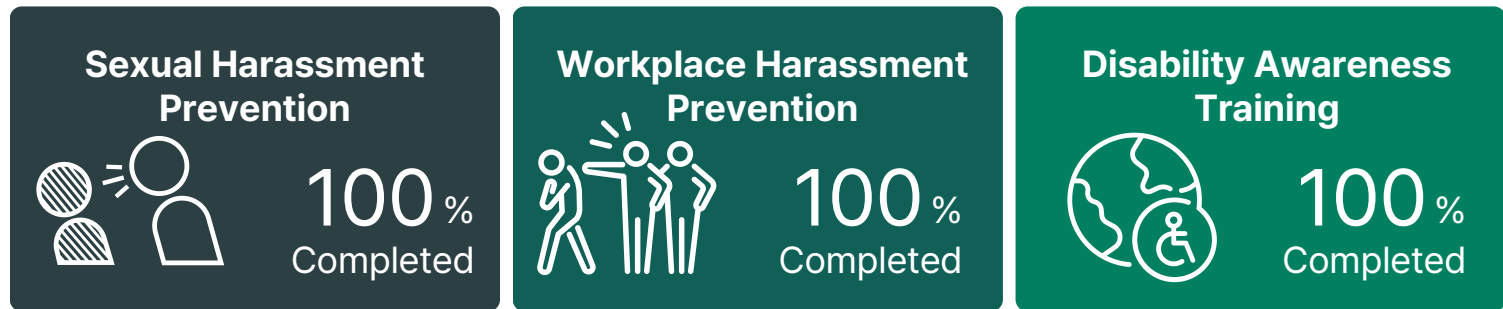 Sexual Harassment
Prevention
100 %
Completed
Workplace Harassment
Prevention
100 %
Completed
Disability Awareness
Training
100 %
Completed